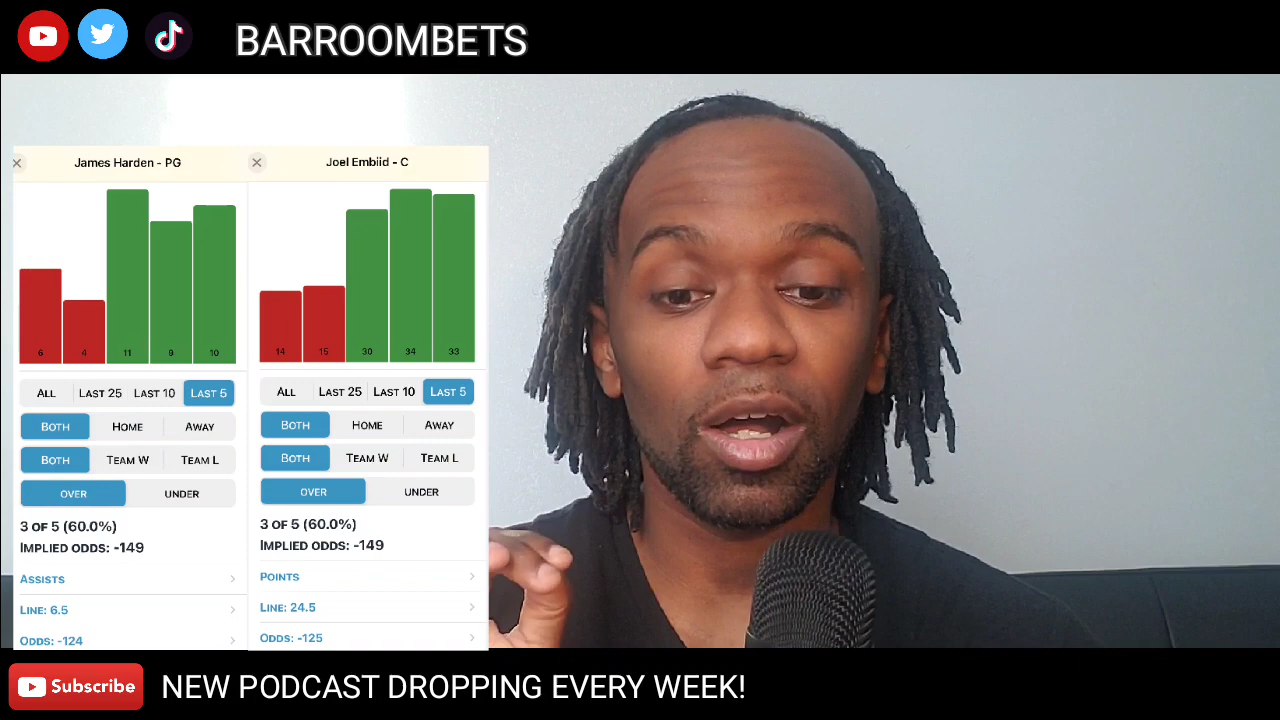 BARROOMBETS
James Harden - PG
6 4 11 9 10
ALL LAST 25 LAST 10 LAST 5
BOTH HOME AWAY
BOTH TEAM W TEAM L
OVER UNDER
3 OF 5 (60.0%)
IMPLIED ODDS: -149
ASSISTS
LINE: 6.5
ODDS: -124
Joel Embiid - C
14 15 30 34 33
ALL LAST 25 LAST 10 LAST 5
BOTH HOME AWAY
BOTH TEAM W TEAM L
OVER UNDER
3 OF 5 (60.0%)
IMPLIED ODDS: -149
POINTS
LINE: 24.5
ODDS: -125
Subscribe
NEW PODCAST DROPPING EVERY WEEK!